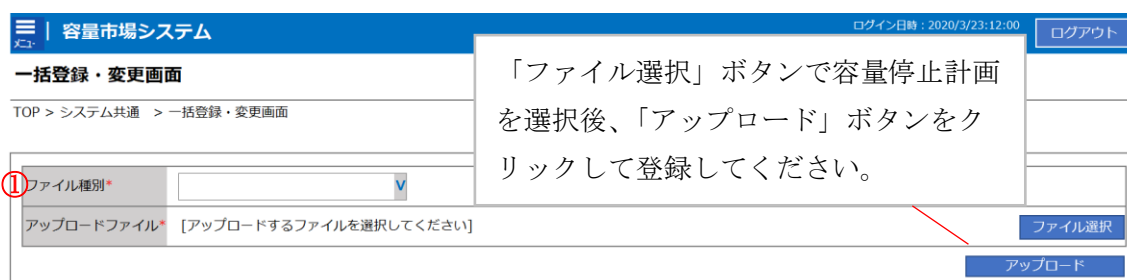 メニュー
容量市場システム
ログイン日時：2020/3/23:12:00
ログアウト
一括登録・変更画面
TOP > システム共通 > 一括登録・変更画面
「ファイル選択」ボタンで容量停止計画
を選択後、「アップロード」ボタンをク
リックして登録してください。
①
ファイル種別*
V
アップロードファイル* [アップロードするファイルを選択してください]
ファイル選択
アップロード